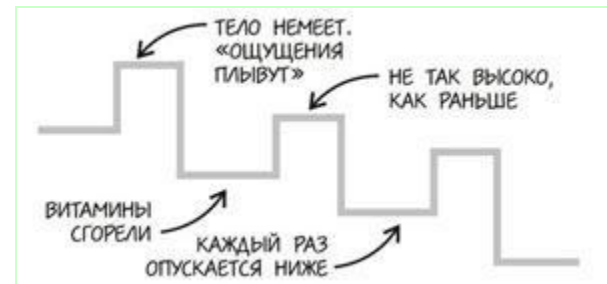 ТЕЛО НЕМЕЕТ.
«ОЩУЩЕНИЯ
ПЛЫВУТ»
НЕ ТАК ВЫСОКО,
КАК РАНЬШЕ
ВИТАМИНЫ
СГОРЕЛИ
КАЖДЫЙ РАЗ
ОПУСКАЕТСЯ НИЖЕ